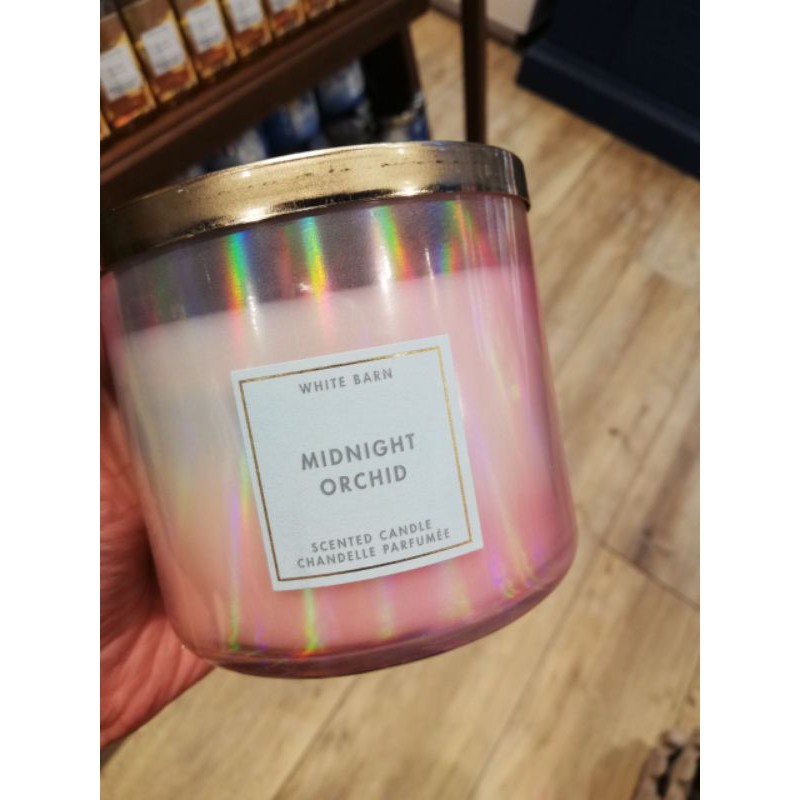 WHITE BARN
MIDNIGHT
ORCHID
SCENTED CANDLE
CHANDELLE PARFUMÉE